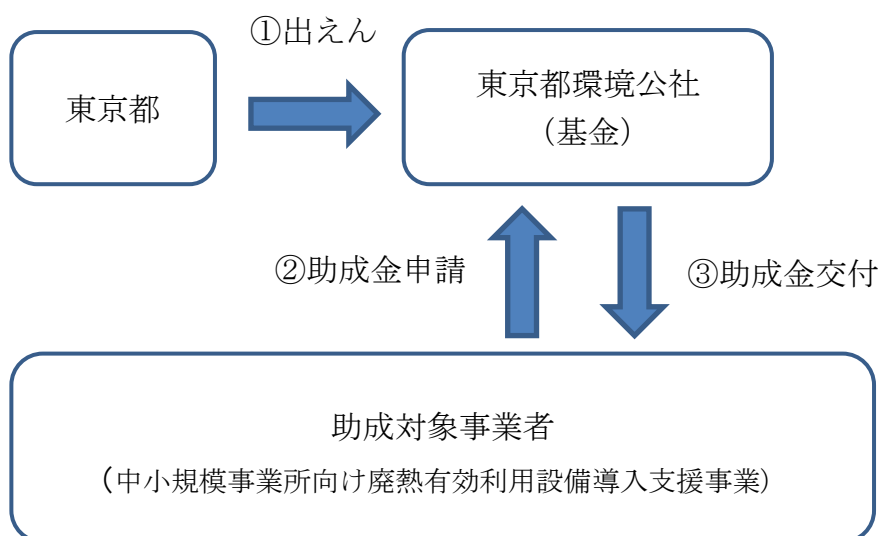 ①出えん
東京都
東京都環境公社
（基金）
②助成金申請
③助成金交付
助成対象事業者
（中小規模事業所向け廃熱有効利用設備導入支援事業）